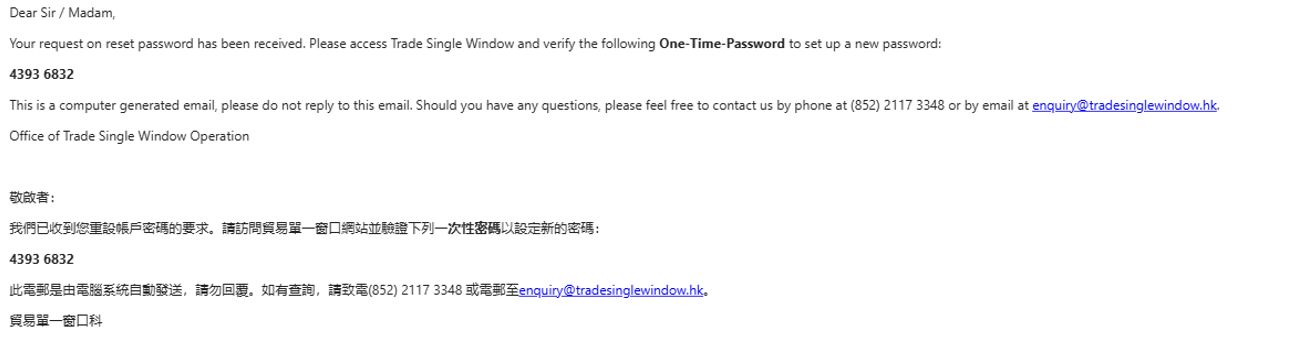 Dear Sir / Madam,
Your request on reset password has been received. Please access Trade Single Window and verify the following One-Time-Password to set up a new password:
4393 6832
This is a computer generated email, please do not reply to this email. Should you have any questions, please feel free to contact us by phone at (852) 2117 3348 or by email at enquiry@tradesinglewindow.hk.
Office of Trade Single Window Operation
敬啟者：
我們已收到您重設帳戶密碼的要求。請訪問貿易單一窗口網站並驗證下列一次性密碼以設定新的密碼：
4393 6832
此電郵是由電腦系統自動發送，請勿回覆。如有查詢，請致電(852) 2117 3348 或電郵至enquiry@tradesinglewindow.hk。
貿易單一窗口科